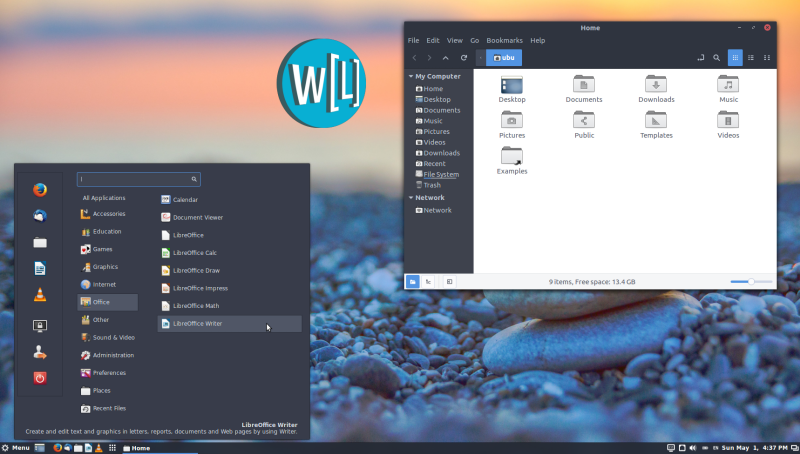 W[L]
Home
File Edit View Go Bookmarks Help
ubu
My Computer
Home
Desktop
Documents
Music
Pictures
Videos
Downloads
Recent
File System
Trash
Network
Network
Desktop Documents Downloads Music
Pictures Public Templates Videos
Examples
9 items, Free space: 13.4 GB
All Applications
Accessories
Education
Games
Graphics
Internet
Office
Other
Sound & Video
Administration
Preferences
Places
Recent Files
Calendar
Document Viewer
LibreOffice
LibreOffice Calc
LibreOffice Draw
LibreOffice Impress
LibreOffice Math
LibreOffice Writer
LibreOffice Writer
Create and edit text and graphics in letters, reports, documents and Web pages by using Writer.
Menu Home EN Sun May 1, 4:37 PM